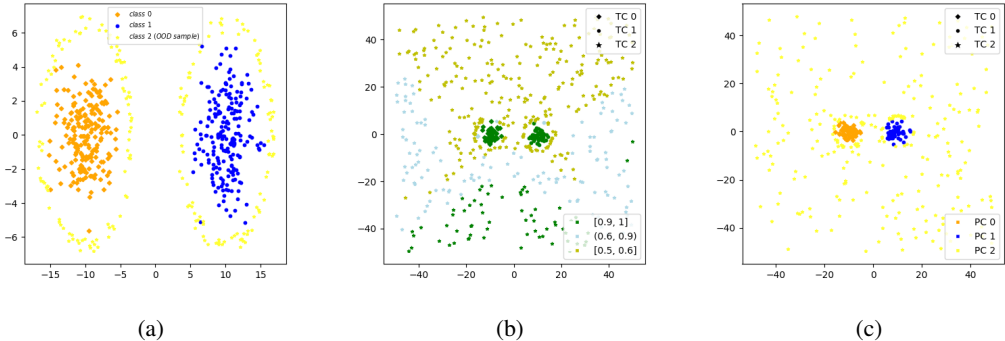 class 0
class 1
class 2 (OOD sample)
6
4
2
0
−2
−4
−6
−15
−10
−5
0
5
10
15
(a)
TC 0
TC 1
TC 2
40
20
0
−20
−40
[0.9, 1]
(0.6, 0.9)
[0.5, 0.6]
−40
−20
0
20
40
(b)
TC 0
TC 1
TC 2
40
20
0
−20
−40
PC 0
PC 1
PC 2
−40
−20
0
20
40
(c)